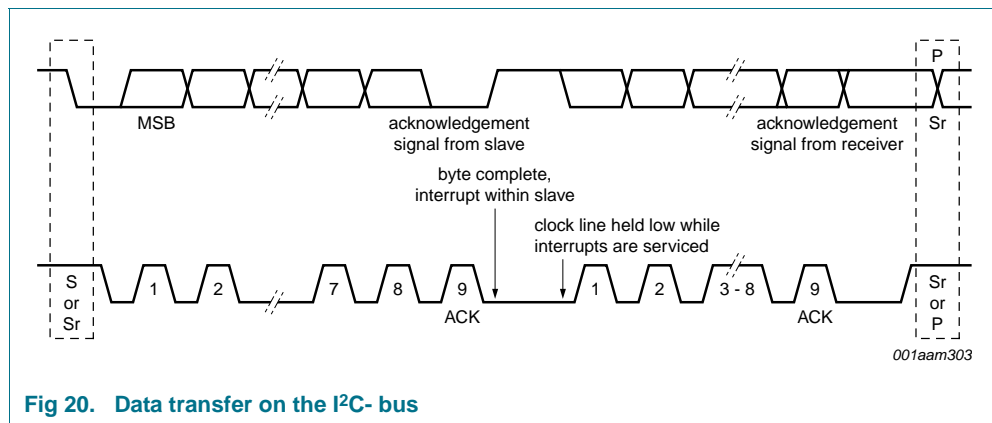 P
MSB
acknowledgement
signal from slave
acknowledgement
signal from receiver
Sr
byte complete,
interrupt within slave
clock line held low while
interrupts are serviced
S
or
Sr
1
2
7
8
9
1
2
3 - 8
9
Sr
or
P
ACK
ACK
001aam303
Fig 20. Data transfer on the I²C- bus